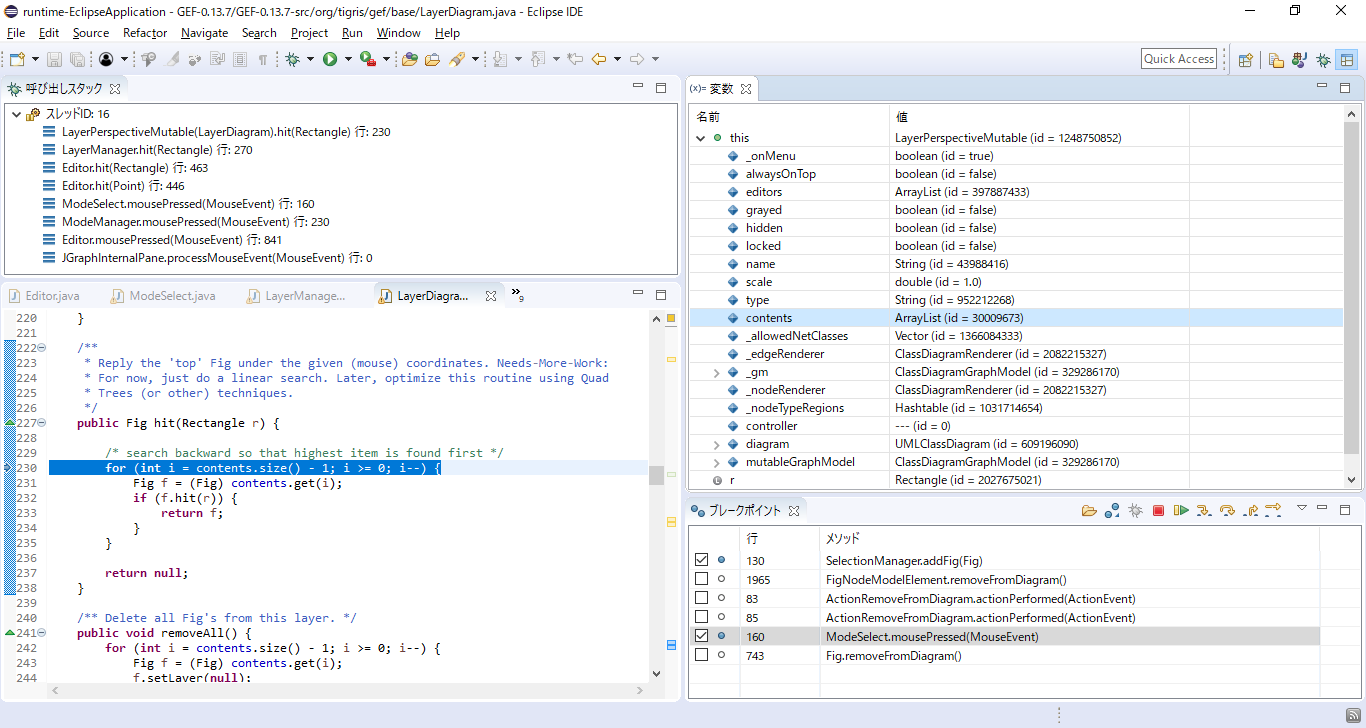 runtime-EclipseApplication - GEF-0.13.7/GEF-0.13.7-src/org/tigris/gef/base/LayerDiagram.java - Eclipse IDE
File Edit Source Refactor Navigate Search Project Run Window Help
Quick Access
呼び出しスタック
スレッドID: 16
LayerPerspectiveMutable(LayerDiagram).hit(Rectangle) 行: 230
LayerManager.hit(Rectangle) 行: 270
Editor.hit(Rectangle) 行: 463
Editor.hit(Point) 行: 446
ModeSelect.mousePressed(MouseEvent) 行: 160
ModeManager.mousePressed(MouseEvent) 行: 230
Editor.mousePressed(MouseEvent) 行: 841
JGraphInternalPane.processMouseEvent(MouseEvent) 行: 0
Editor.java ModeSelect.java LayerManage... LayerDiagra... »9
220 }
221
222 /**
223 * Reply the 'top' Fig under the given (mouse) coordinates. Needs-More-Work:
224 * For now, just do a linear search. Later, optimize this routine using Quad
225 * Trees (or other) techniques.
226 */
227 public Fig hit(Rectangle r) {
228
229 /* search backward so that highest item is found first */
230 for (int i = contents.size() - 1; i >= 0; i--) {
231 Fig f = (Fig) contents.get(i);
232 if (f.hit(r)) {
233 return f;
234 }
235 }
236
237 return null;
238 }
239
240 /** Delete all Fig's from this layer. */
241 public void removeAll() {
242 for (int i = contents.size() - 1; i >= 0; i--) {
243 Fig f = (Fig) contents.get(i);
244 f.setLayer(null);
(x)= 変数
名前 値
this LayerPerspectiveMutable (id = 1248750852)
_onMenu boolean (id = true)
alwaysOnTop boolean (id = false)
editors ArrayList (id = 397887433)
grayed boolean (id = false)
hidden boolean (id = false)
locked boolean (id = false)
name String (id = 43988416)
scale double (id = 1.0)
type String (id = 952212268)
contents ArrayList (id = 30009673)
_allowedNetClasses Vector (id = 1366084333)
_edgeRenderer ClassDiagramRenderer (id = 2082215327)
_gm ClassDiagramGraphModel (id = 329286170)
_nodeRenderer ClassDiagramRenderer (id = 2082215327)
_nodeTypeRegions Hashtable (id = 1031714654)
controller --- (id = 0)
diagram UMLClassDiagram (id = 609196090)
mutableGraphModel ClassDiagramGraphModel (id = 329286170)
r Rectangle (id = 2027675021)
ブレークポイント
行 メソッド
130 SelectionManager.addFig(Fig)
1965 FigNodeModelElement.removeFromDiagram()
83 ActionRemoveFromDiagram.actionPerformed(ActionEvent)
85 ActionRemoveFromDiagram.actionPerformed(ActionEvent)
160 ModeSelect.mousePressed(MouseEvent)
743 Fig.removeFromDiagram()